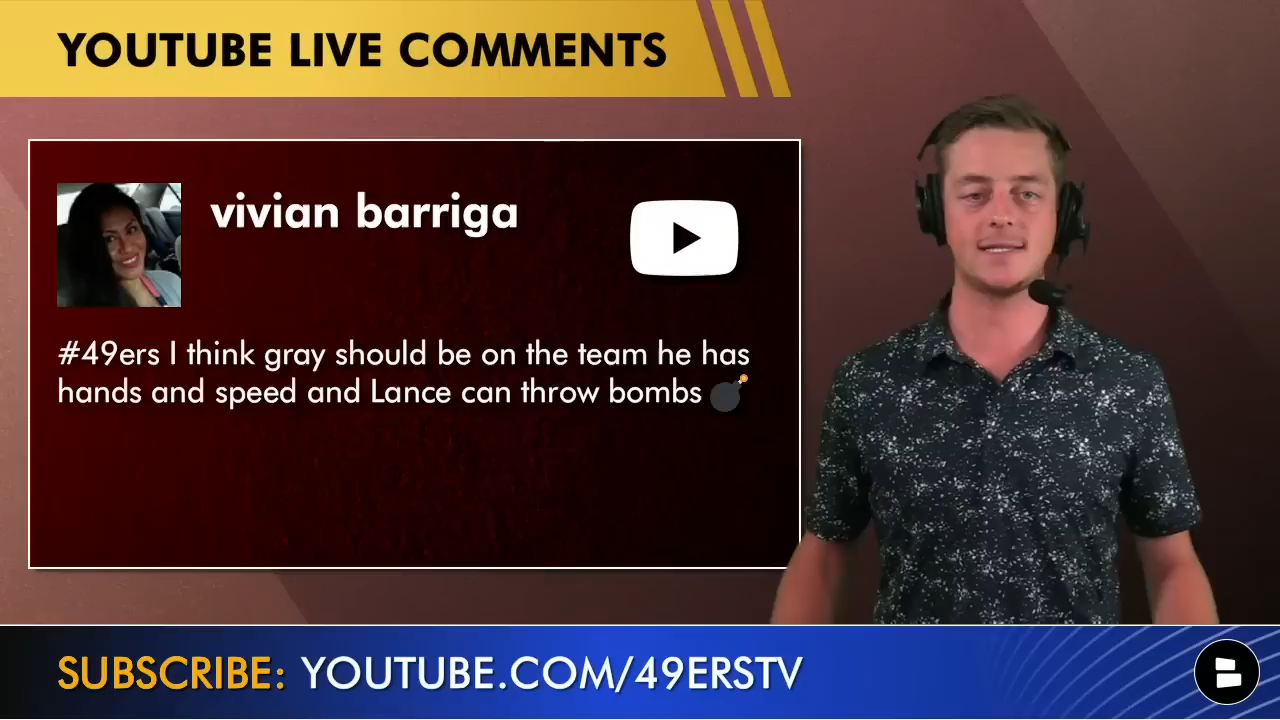 YOUTUBE LIVE COMMENTS
vivian barriga
#49ers I think gray should be on the team he has
hands and speed and Lance can throw bombs 💣
SUBSCRIBE: YOUTUBE.COM/49ERSTV